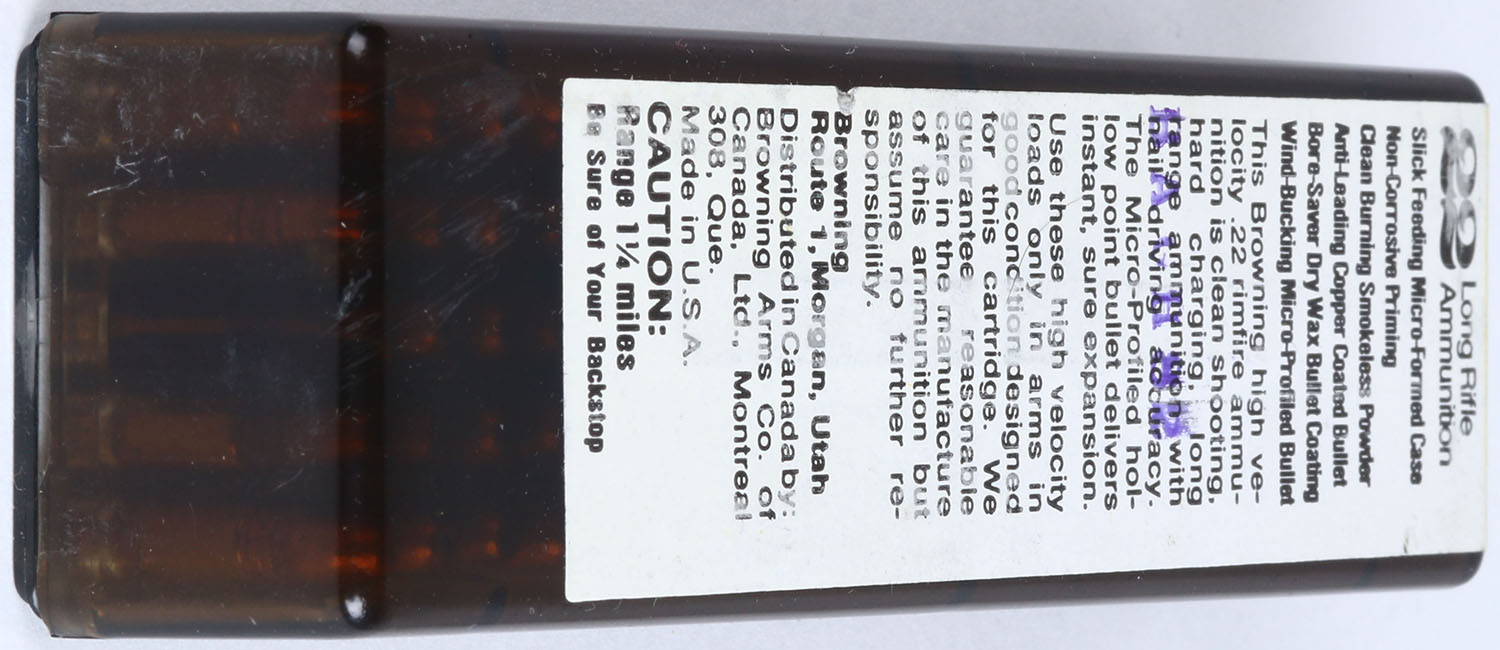 22 Long Rifle
Ammunition
Slick Feeding Micro-Formed Case
Non-Corrosive Priming
Clean Burning Smokeless Powder
Anti-Leading Copper Coated Bullet
Bore-Saver Dry Wax Bullet Coating
Wind-Bucking Micro-Profiled Bullet
This Browning high ve-
locity .22 rimfire ammu-
nition is clean shooting,
hard charging, long
range ammunition with
nail driving accuracy.
The Micro-Profiled hol-
low point bullet delivers
instant, sure expansion.
Use these high velocity
loads only in arms in
good condition designed
for this cartridge. We
guarantee reasonable
care in the manufacture
of this ammunition but
assume no further re-
sponsibility.
Browning
Route 1, Morgan, Utah
Distributed in Canada by:
Browning Arms Co. of
Canada, Ltd., Montreal
308, Que.
Made in U.S.A.
CAUTION:
Range 1¼ miles
Be Sure of Your Backstop